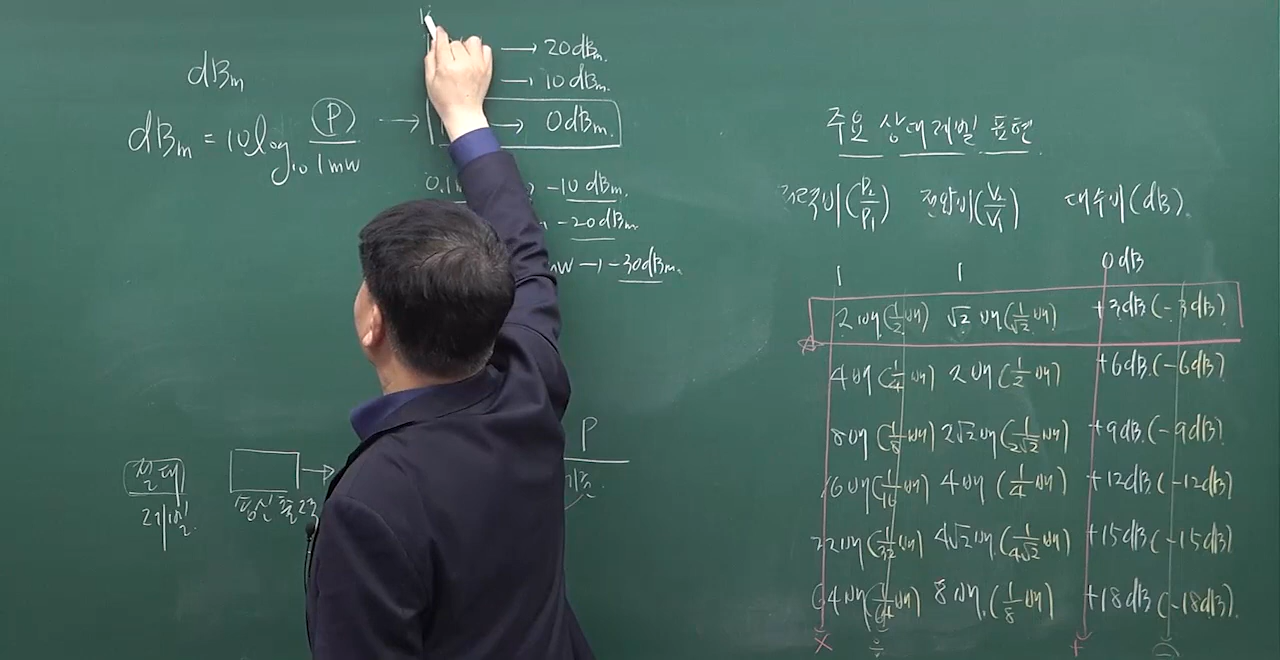 dBm
dBm = 10log₁₀ P/1mW →
→ 20dBm.
→ 10dBm.
→ 0dBm.
0.1 → -10dBm.
-20dBm
mW → -30dBm.
P
주요 상대레벨 표현
전력비(P₂/P₁) 전압비(V₂/V₁) 대수비(dB).
1 1 0dB
2배(1/2배) √2배(1/√2배) +3dB(-3dB)
4배(1/4배) 2배(1/2배) +6dB(-6dB)
8배(1/8배) 2√2배(1/2√2배) +9dB(-9dB)
16배(1/16배) 4배(1/4배) +12dB(-12dB)
32배(1/32배) 4√2배(1/4√2배) +15dB(-15dB)
64배(1/64배) 8배(1/8배) +18dB(-18dB).
× ÷ + -